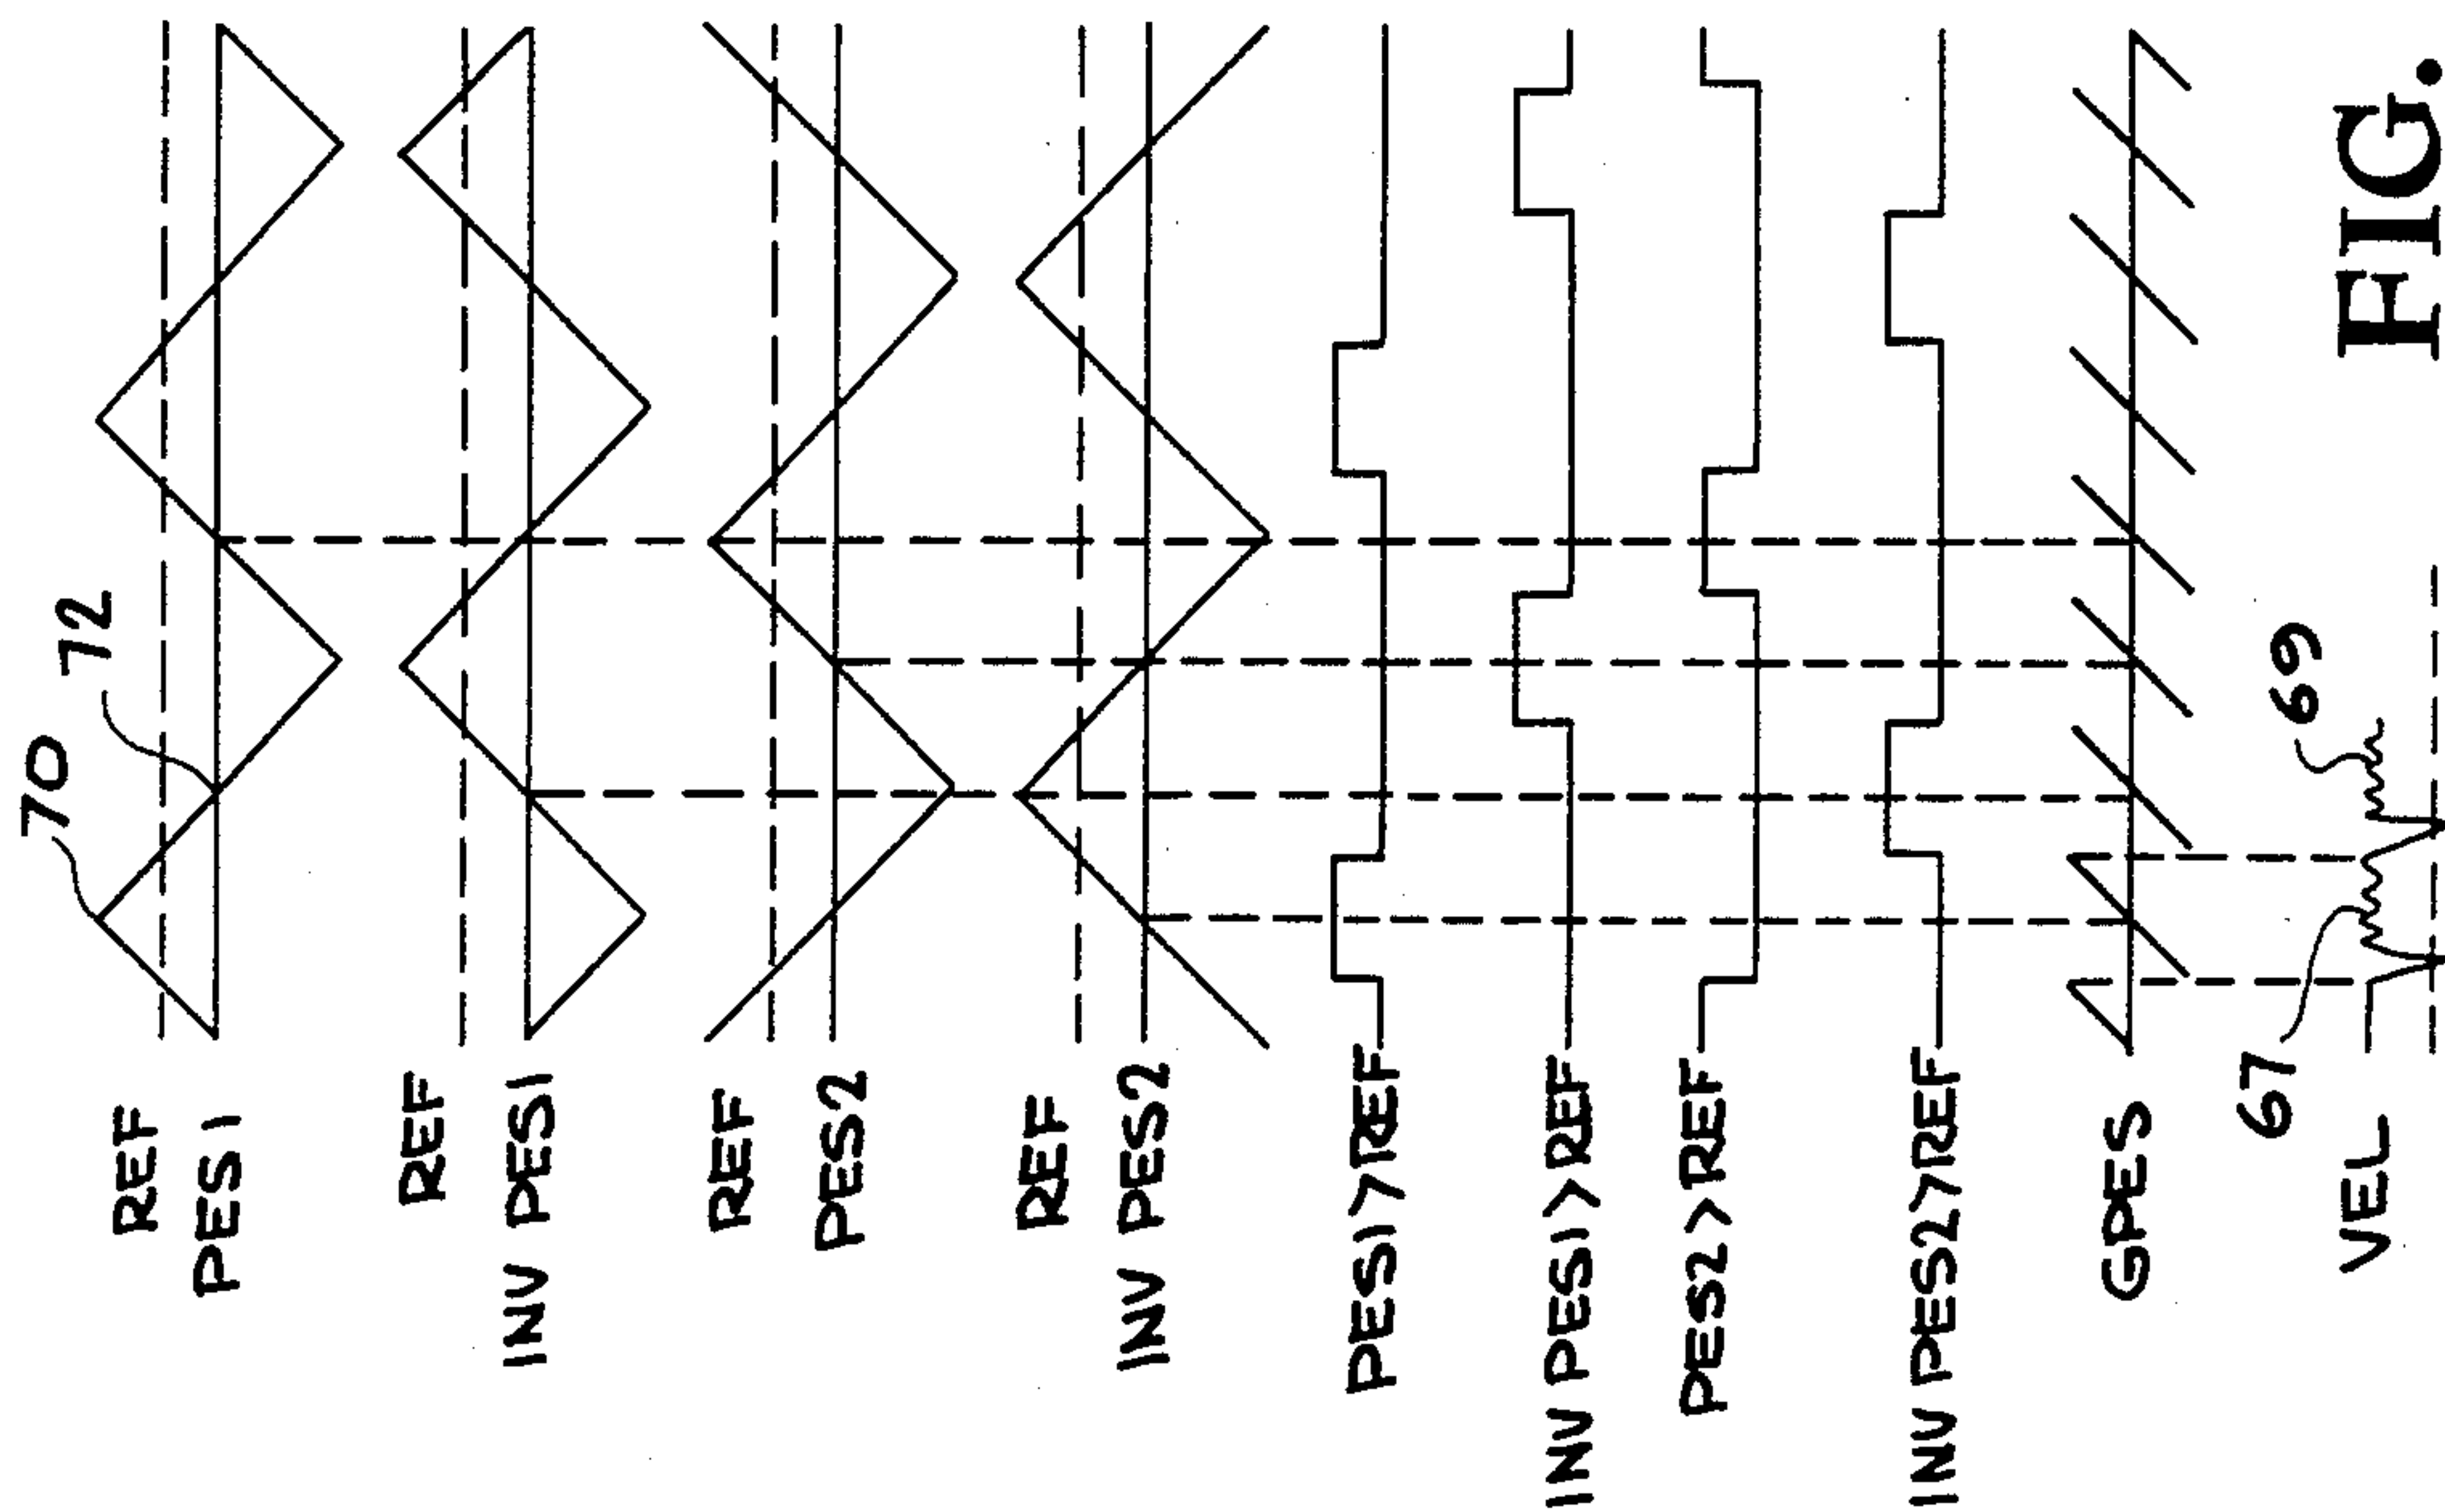 70
72
REF
PES1
REF
INV PES1
REF
PES2
REF
INV PES2
PES1>REF
INV PES1>REF
PES2>REF
INV PES2>REF
GPES
67
69
VEL
FIG.